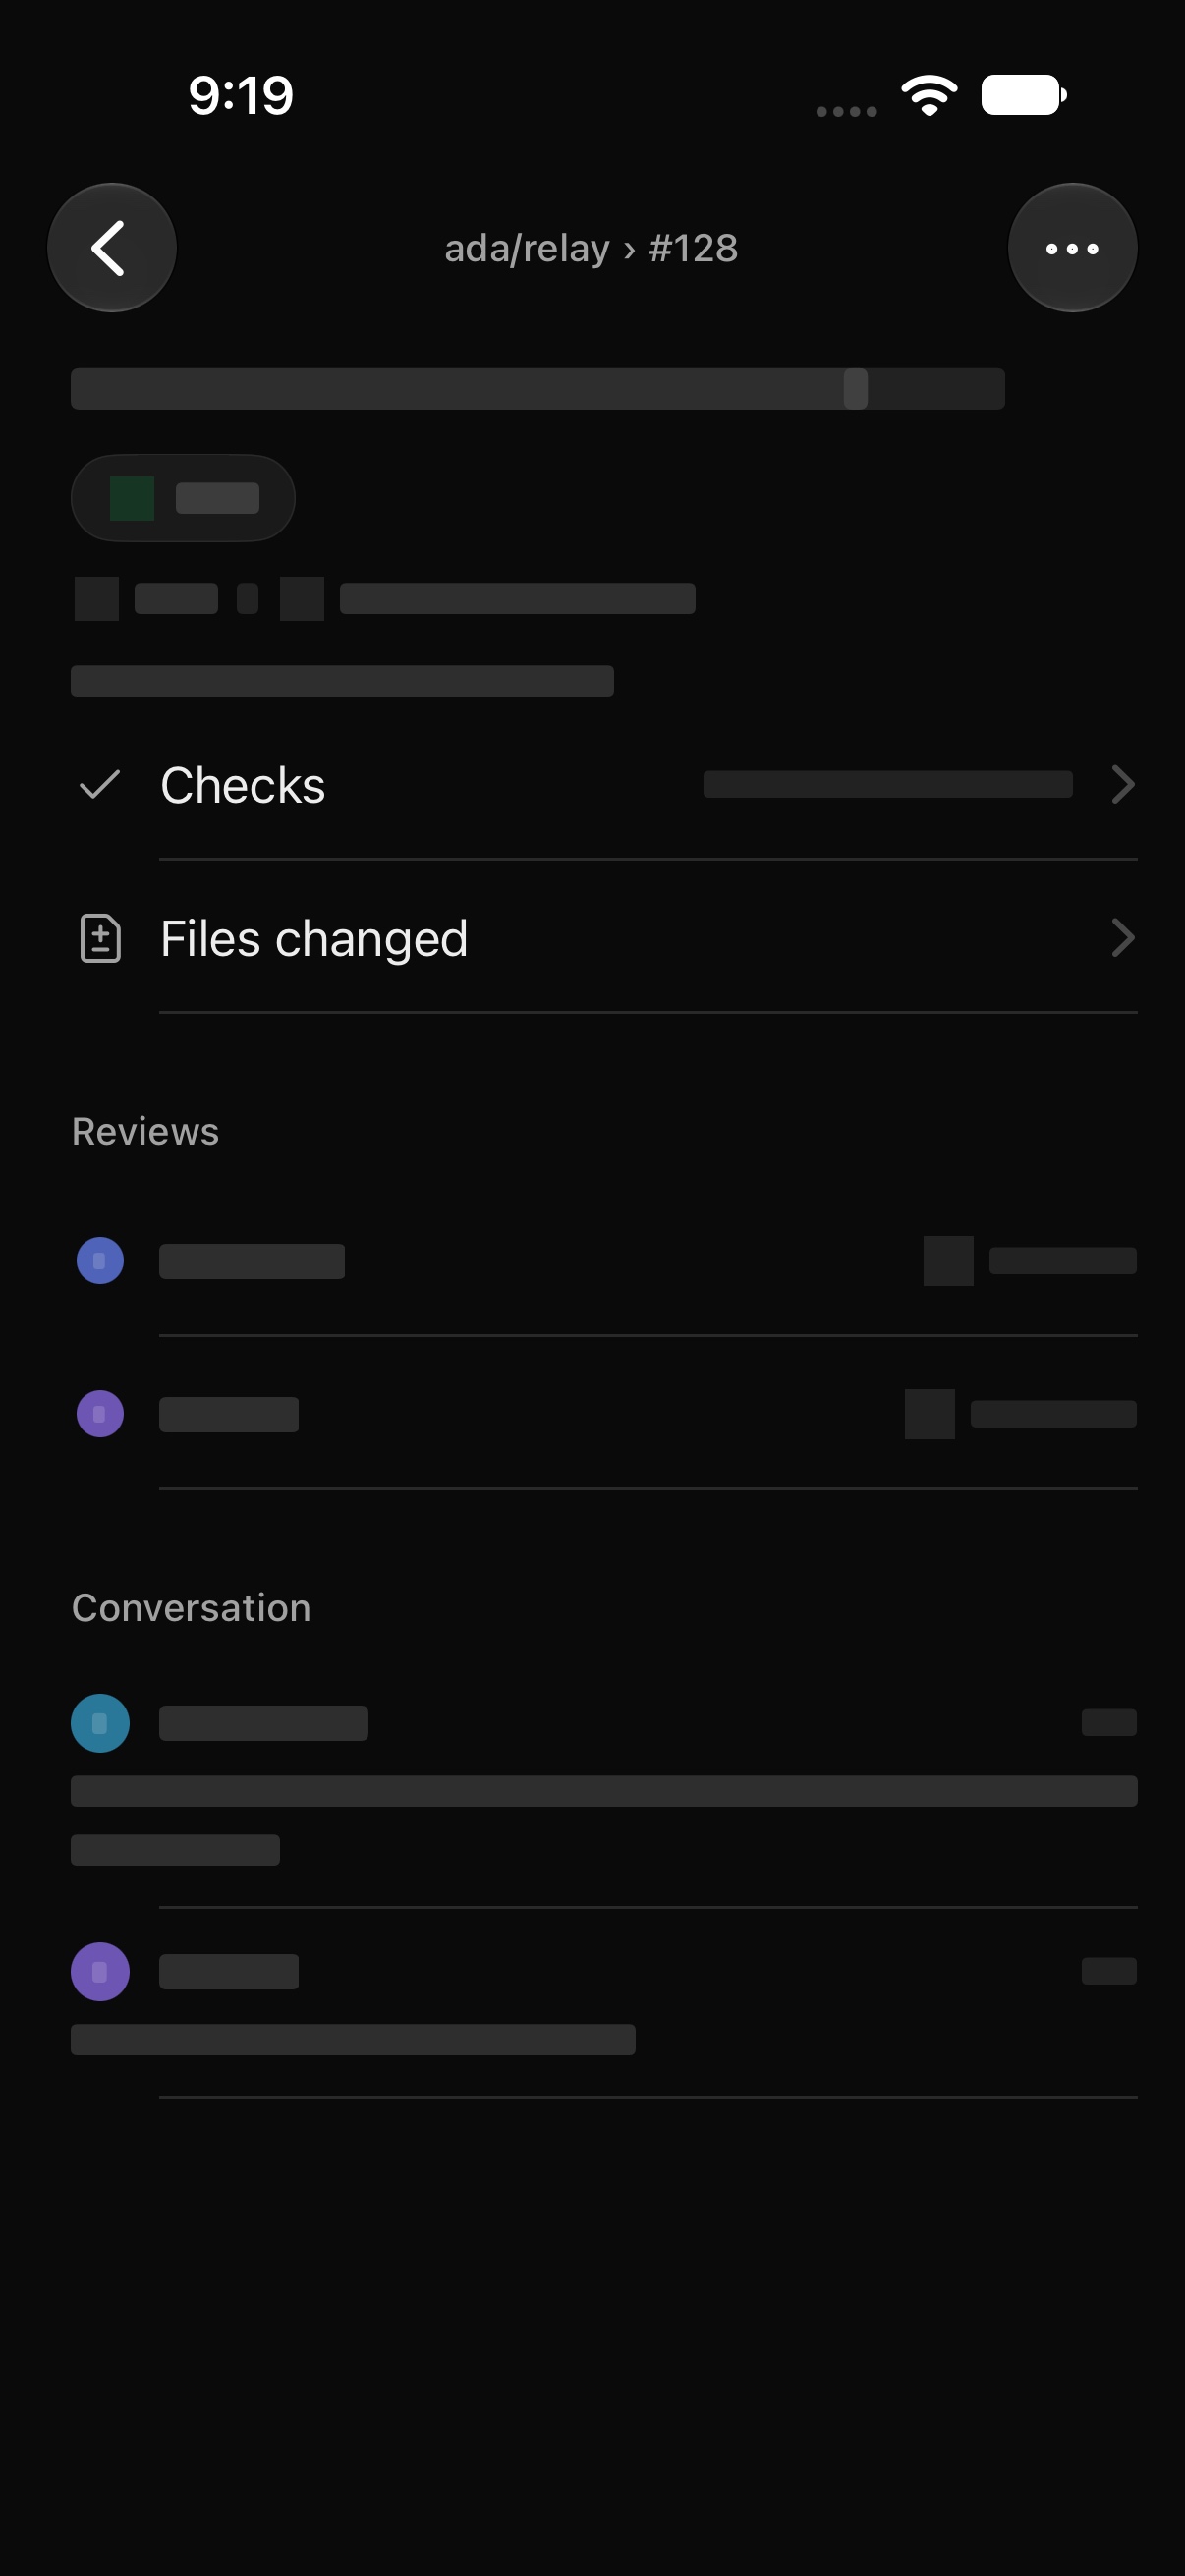 9:19
ada/relay › #128
Checks
Files changed
Reviews
Conversation